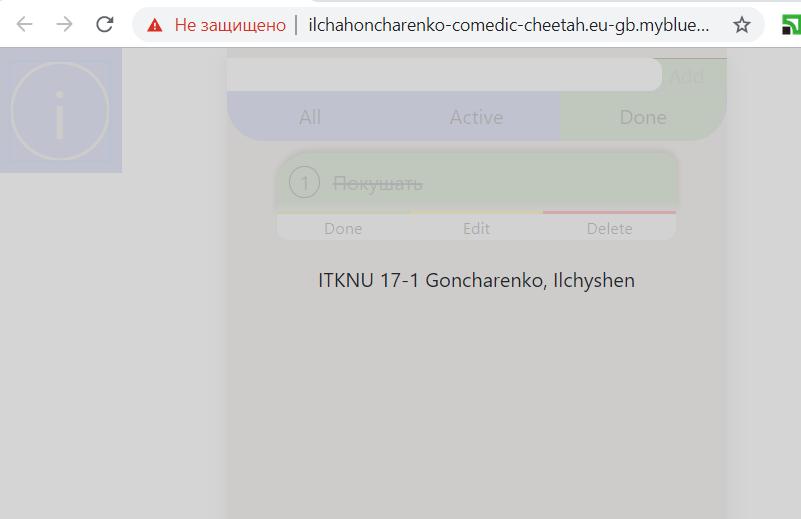 Не защищено | ilchahoncharenko-comedic-cheetah.eu-gb.myblue...
i
Add
All Active Done
1 Покушать
Done Edit Delete
ITKNU 17-1 Goncharenko, Ilchyshen